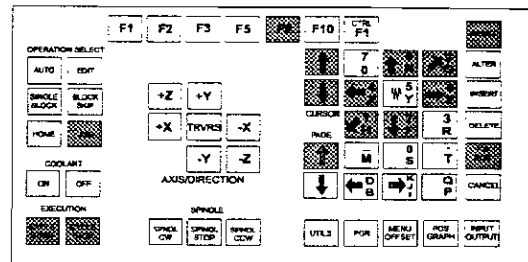 F1 F2 F3 F5 F10 CTRL F1
OPERATION SELECT
AUTO EDIT
SINGLE BLOCK BLOCK SKIP
HOME
COOLANT
ON OFF
EXECUTION
+Z +Y
+X TRVRS -X
-Y -Z
AXIS/DIRECTION
SPINDLE
SPNDL CW SPNDL STOP SPNDL CCW
7 O
W 5 Y
CURSOR
3 R
PAGE
M 0 S - T
D B K J I Q P
ALTER
INSERT
DELETE
CANCEL
UTILS PGR MENU OFFSET POS GRAPH INPUT OUTPUT